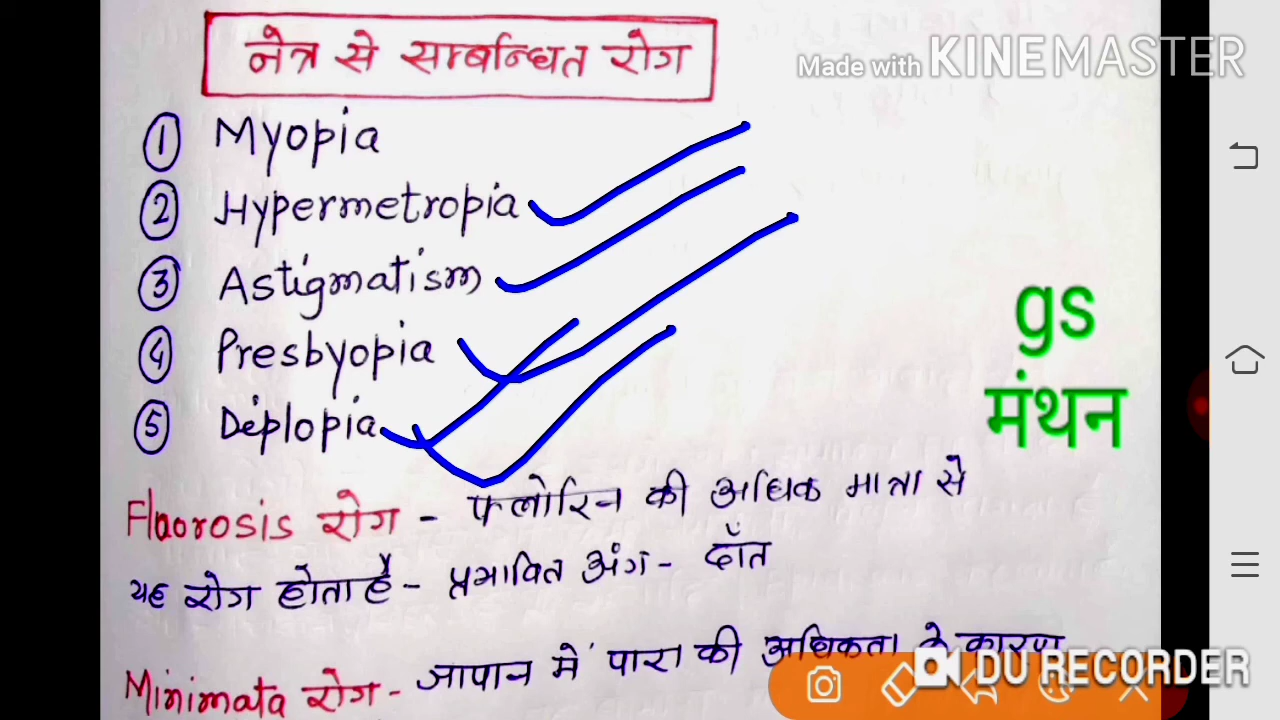 नेत्र से सम्बन्धित रोग
Made with KINEMASTER
① Myopia
② Hypermetropia
③ Astigmatism
④ Presbyopia
⑤ Deplopia
gs
मंथन
Flaorosis रोग - फ्लोरिन की अधिक मात्रा से
यह रोग होता है - प्रभावित अंग - दाँत
Minimata रोग - जापान में पारा की अधिकता के कारण
DU RECORDER